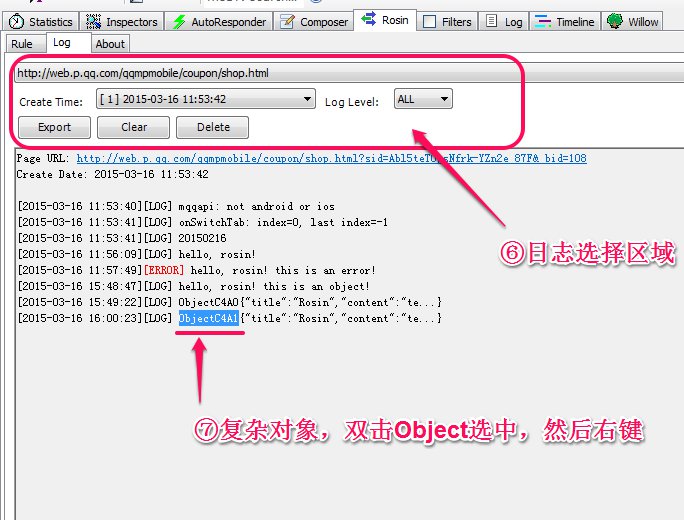 Statistics Inspectors AutoResponder Composer Rosin Filters Log Timeline Willow
Rule Log About
http://web.p.qq.com/qqmpmobile/coupon/shop.html
Create Time: [ 1] 2015-03-16 11:53:42 Log Level: ALL
Export Clear Delete
Page URL: http://web.p.qq.com/qqmpmobile/coupon/shop.html?
Create Date: 2015-03-16 11:53:42
[2015-03-16 11:53:40][LOG] mqqapi: not android or ios
[2015-03-16 11:53:41][LOG] onSwitchTab: index=0, last index=-1
[2015-03-16 11:53:41][LOG] 20150216
[2015-03-16 11:56:09][LOG] hello, rosin!
[2015-03-16 11:57:49][ERROR] hello, rosin! this is an error!
[2015-03-16 15:48:47][LOG] hello, rosin! this is an object!
[2015-03-16 15:49:22][LOG] ObjectC4A0{"title":"Rosin","content":"te...}
[2015-03-16 16:00:23][LOG] ObjectC4A1{"title":"Rosin","content":"te...}
⑥日志选择区域
⑦复杂对象，双击Object选中，然后右键